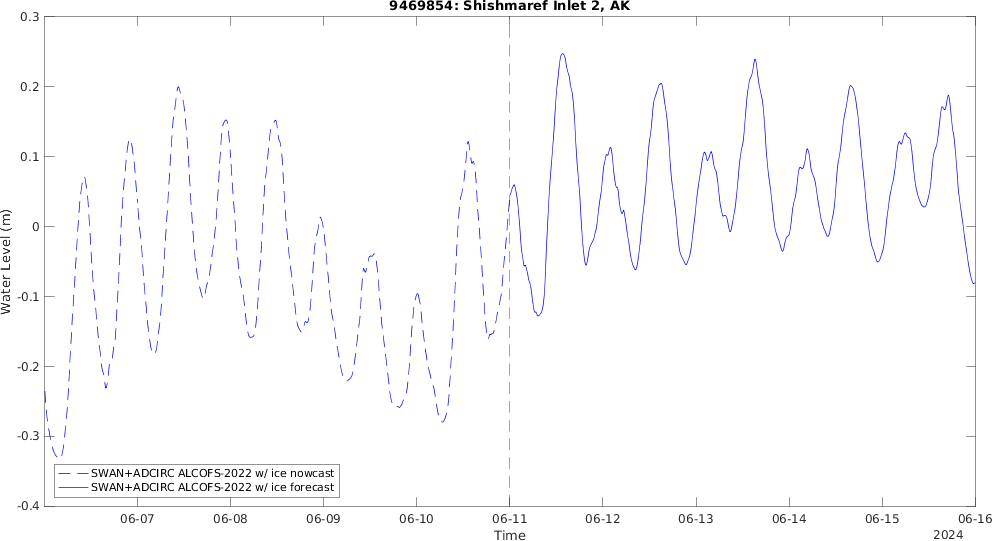 9469854: Shishmaref Inlet 2, AK
0.3
0.2
0.1
0
-0.1
-0.2
-0.3
-0.4
Water Level (m)
SWAN+ADCIRC ALCOFS-2022 w/ ice nowcast
SWAN+ADCIRC ALCOFS-2022 w/ ice forecast
06-07 06-08 06-09 06-10 06-11 06-12 06-13 06-14 06-15 06-16
Time
2024